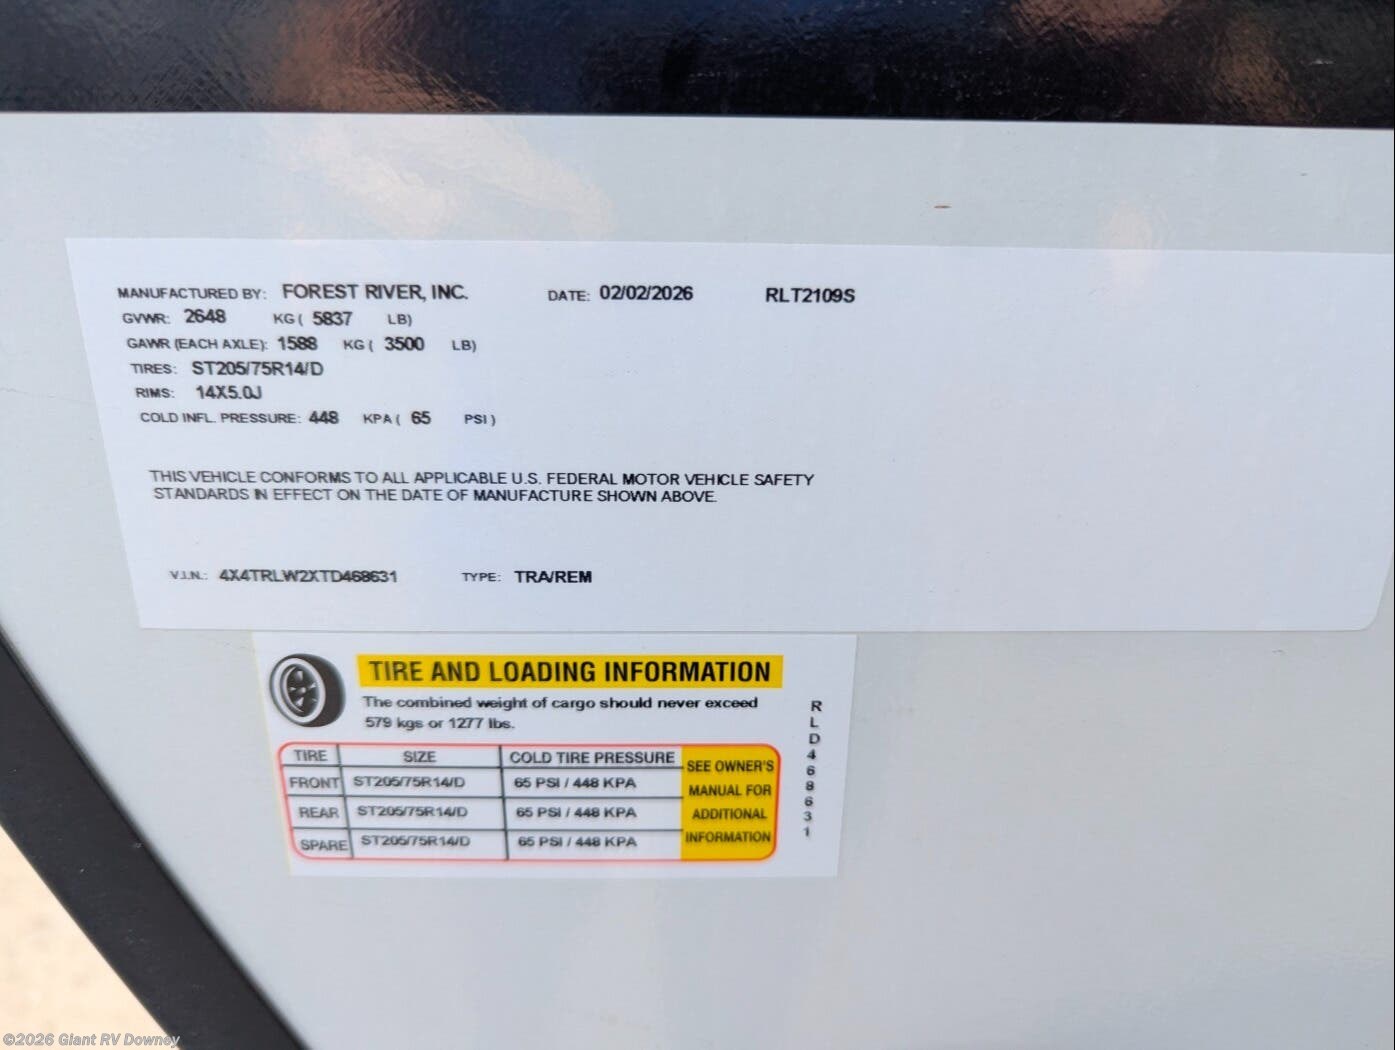 MANUFACTURED BY: FOREST RIVER, INC. DATE: 02/02/2026 RLT2109S
GVWR: 2648 KG ( 5837 LB)
GAWR (EACH AXLE): 1588 KG ( 3500 LB)
TIRES: ST205/75R14/D
RIMS: 14X5.0J
COLD INFL. PRESSURE: 448 KPA ( 65 PSI )
THIS VEHICLE CONFORMS TO ALL APPLICABLE U.S. FEDERAL MOTOR VEHICLE SAFETY
STANDARDS IN EFFECT ON THE DATE OF MANUFACTURE SHOWN ABOVE.
V.I.N.: 4X4TRLW2XTD468631 TYPE: TRA/REM
TIRE AND LOADING INFORMATION
The combined weight of cargo should never exceed
579 kgs or 1277 lbs.
TIRE SIZE COLD TIRE PRESSURE
FRONT ST205/75R14/D 65 PSI / 448 KPA
REAR ST205/75R14/D 65 PSI / 448 KPA
SPARE ST205/75R14/D 65 PSI / 448 KPA
SEE OWNER'S
MANUAL FOR
ADDITIONAL
INFORMATION
RLD468631
©2026 Giant RV Downey